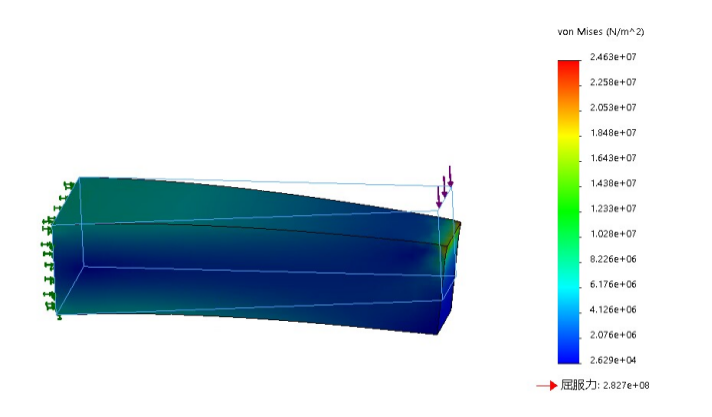 von Mises (N/m^2)
2.463e+07
2.258e+07
2.053e+07
1.848e+07
1.643e+07
1.438e+07
1.233e+07
1.028e+07
8.226e+06
6.176e+06
4.126e+06
2.076e+06
2.629e+04
屈服力: 2.827e+08